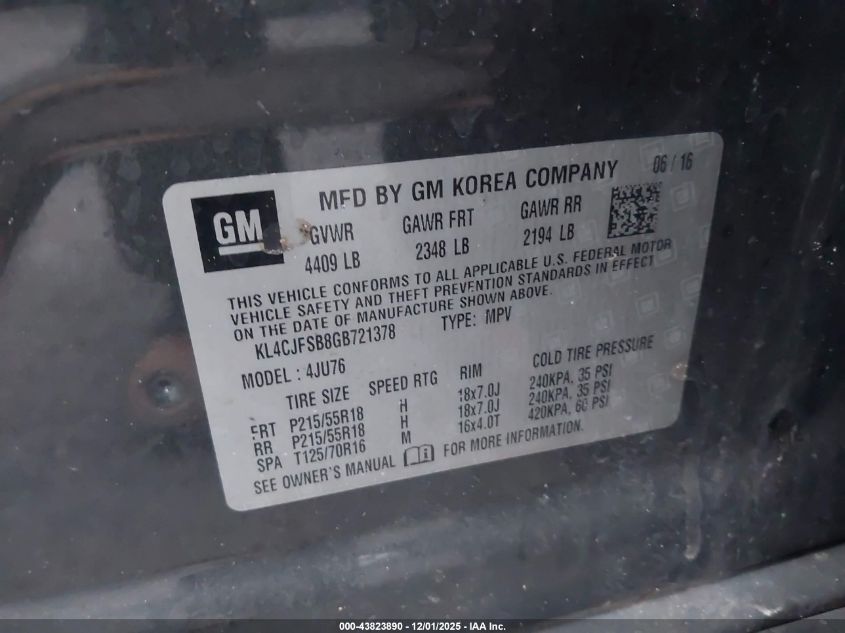 MFD BY GM KOREA COMPANY 06 / 16
GM
GVWR GAWR FRT GAWR RR
4409 LB 2348 LB 2194 LB
THIS VEHICLE CONFORMS TO ALL APPLICABLE U.S. FEDERAL MOTOR
VEHICLE SAFETY AND THEFT PREVENTION STANDARDS IN EFFECT
ON THE DATE OF MANUFACTURE SHOWN ABOVE.
KL4CJFSB8GB721378 TYPE: MPV
MODEL : 4JU76
TIRE SIZE SPEED RTG RIM COLD TIRE PRESSURE
FRT P215/55R18 H 18x7.0J 240KPA, 35 PSI
RR P215/55R18 H 18x7.0J 240KPA, 35 PSI
SPA T125/70R16 M 16x4.0T 420KPA, 60 PSI
SEE OWNER'S MANUAL i FOR MORE INFORMATION.
000-43823890 - 12/01/2025 - IAA Inc.